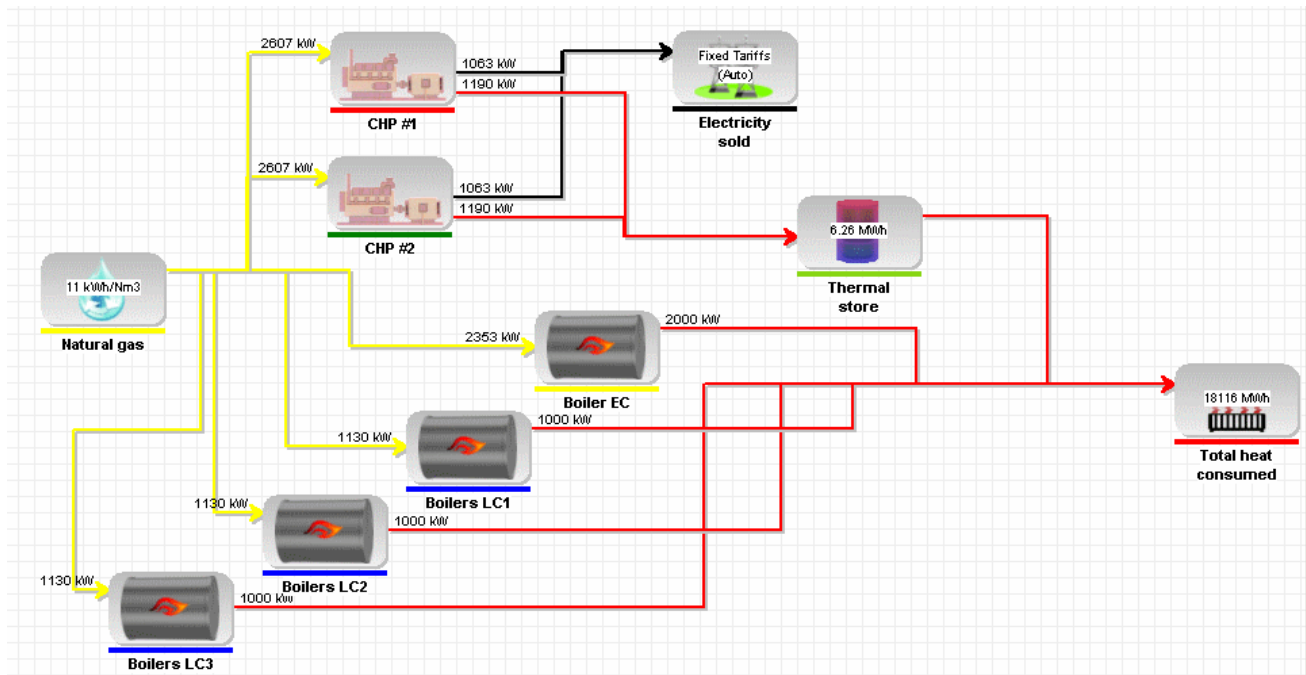 2607 kW
1063 kW
1190 kW
CHP #1
Fixed Tariffs
(Auto)
Electricity
sold
2607 kW
1063 kW
1190 kW
CHP #2
6.26 MWh
Thermal
store
11 kWh/Nm3
Natural gas
2353 kW
2000 kW
Boiler EC
18116 MWh
Total heat
consumed
1130 kW
1000 kW
Boilers LC1
1130 kW
1000 kW
Boilers LC2
1130 kW
1000 kW
Boilers LC3